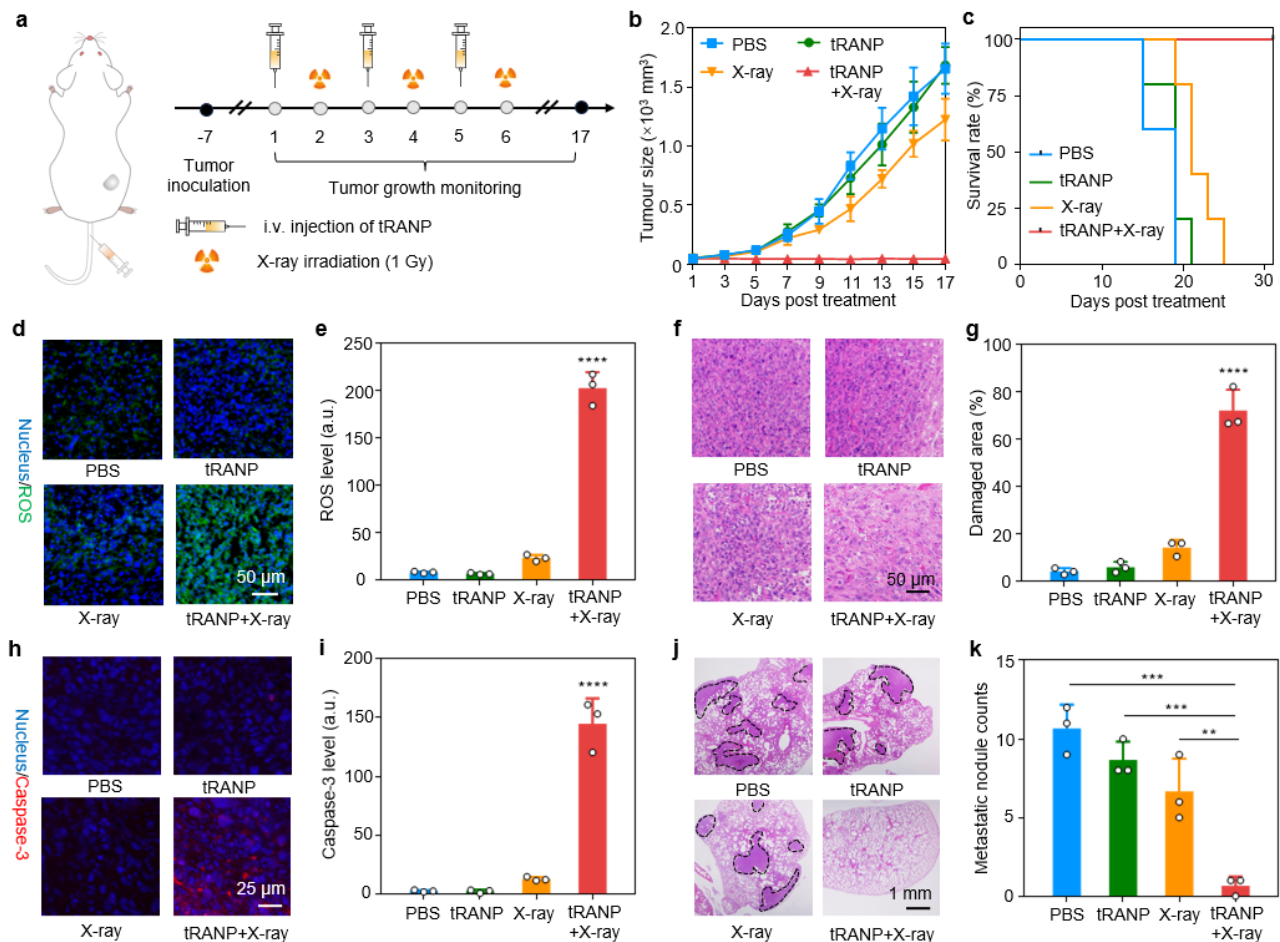 a
-7
1
2
3
4
5
6
17
Tumor
inoculation
Tumor growth monitoring
i.v. injection of tRANP
X-ray irradiation (1 Gy)
b
PBS
tRANP
X-ray
tRANP
+X-ray
Tumour size (×10³ mm³)
2.0
1.5
1.0
0.5
0
1 3 5 7 9 11 13 15 17
Days post treatment
c
Survival rate (%)
100
75
50
25
0
PBS
tRANP
X-ray
tRANP+X-ray
0 10 20 30
Days post treatment
d
Nucleus/ROS
PBS
tRANP
50 µm
X-ray
tRANP+X-ray
e
ROS level (a.u.)
250
200
150
100
50
0
****
PBS tRANP X-ray tRANP
+X-ray
f
PBS
tRANP
50 µm
X-ray
tRANP+X-ray
g
Damaged area (%)
100
80
60
40
20
0
****
PBS tRANP X-ray tRANP
+X-ray
h
Nucleus/Caspase-3
PBS
tRANP
25 µm
X-ray
tRANP+X-ray
i
Caspase-3 level (a.u.)
200
150
100
50
0
****
PBS tRANP X-ray tRANP
+X-ray
j
PBS
tRANP
1 mm
X-ray
tRANP+X-ray
k
Metastatic nodule counts
15
10
5
0
***
***
**
PBS tRANP X-ray tRANP
+X-ray